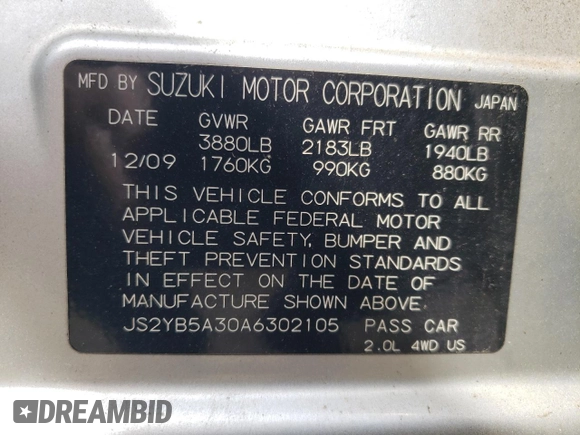 MFD BY SUZUKI MOTOR CORPORATION JAPAN
DATE GVWR GAWR FRT GAWR RR
3880LB 2183LB 1940LB
12/09 1760KG 990KG 880KG
THIS VEHICLE CONFORMS TO ALL
APPLICABLE FEDERAL MOTOR
VEHICLE SAFETY, BUMPER AND
THEFT PREVENTION STANDARDS
IN EFFECT ON THE DATE OF
MANUFACTURE SHOWN ABOVE.
JS2YB5A30A6302105 PASS CAR
2.0L 4WD US
DREAMBID